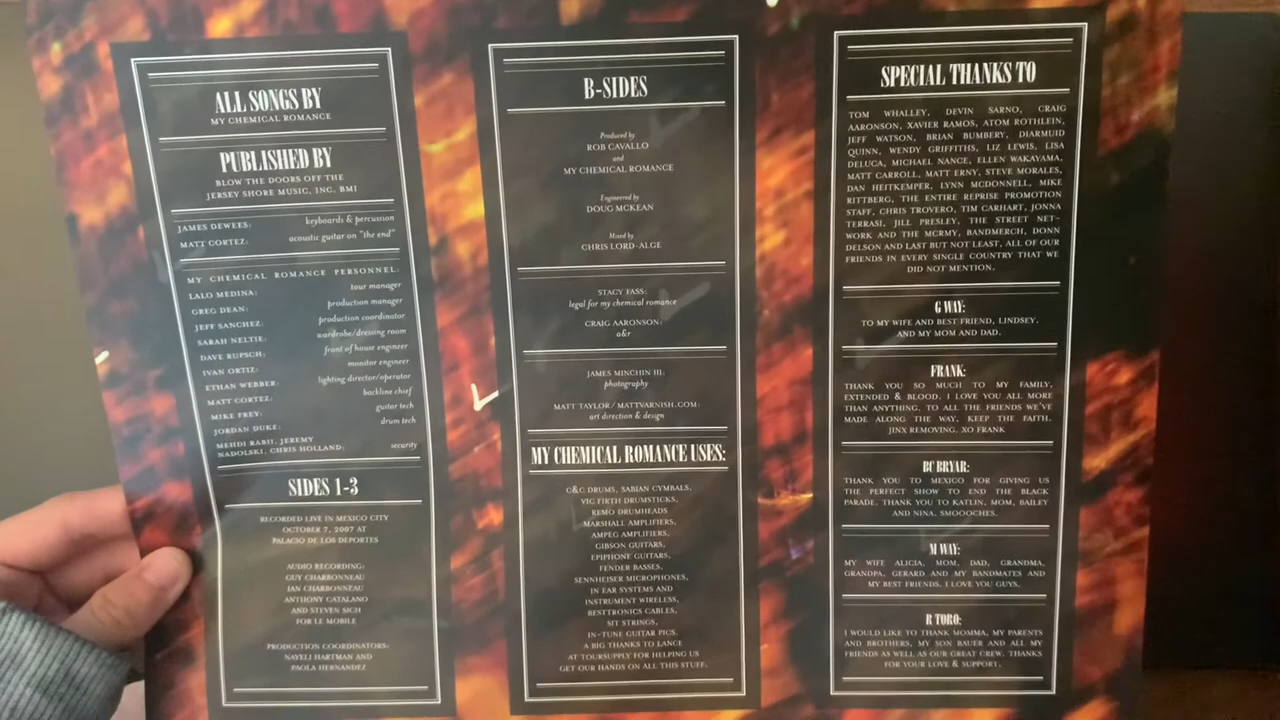 ALL SONGS BY
MY CHEMICAL ROMANCE
PUBLISHED BY
BLOW THE DOORS OFF THE
JERSEY SHORE MUSIC, INC. BMI
JAMES DEWEES: keyboards & percussion
MATT CORTEZ: acoustic guitar on "the end"
MY CHEMICAL ROMANCE PERSONNEL:
LALO MEDINA: tour manager
GREG DEAN: production manager
JEFF SANCHEZ: production coordinator
SARAH NELTIE: wardrobe/dressing room
DAVE RUPSCH: front of house engineer
IVAN ORTIZ: monitor engineer
ETHAN WEBBER: lighting director/operator
MATT CORTEZ: backline chief
MIKE FREY: guitar tech
JORDAN DUKE: drum tech
MEHDI RABII, JEREMY
NADOLSKI, CHRIS HOLLAND: security
SIDES 1-3
RECORDED LIVE IN MEXICO CITY
OCTOBER 7, 2007 AT
PALACIO DE LOS DEPORTES
AUDIO RECORDING:
GUY CHARBONNEAU
IAN CHARBONNEAU
ANTHONY CATALANO
AND STEVEN SICH
FOR LE MOBILE
PRODUCTION COORDINATORS:
NAYELI HARTMAN AND
PAOLA HERNANDEZ
B-SIDES
Produced by
ROB CAVALLO
and
MY CHEMICAL ROMANCE
Engineered by
DOUG MCKEAN
Mixed by
CHRIS LORD-ALGE
STACY FASS:
legal for my chemical romance
CRAIG AARONSON:
a&r
JAMES MINCHIN III:
photography
MATT TAYLOR/MATTVARNISH.COM:
art direction & design
MY CHEMICAL ROMANCE USES:
C&C DRUMS, SABIAN CYMBALS,
VIC FIRTH DRUMSTICKS,
REMO DRUMHEADS
MARSHALL AMPLIFIERS,
AMPEG AMPLIFIERS,
GIBSON GUITARS,
EPIPHONE GUITARS,
FENDER BASSES,
SENNHEISER MICROPHONES,
IN EAR SYSTEMS AND
INSTRUMENT WIRELESS,
BESTTRONICS CABLES,
SIT STRINGS,
IN-TUNE GUITAR PICS.
A BIG THANKS TO LANCE
AT TOURSUPPLY FOR HELPING US
GET OUR HANDS ON ALL THIS STUFF.
SPECIAL THANKS TO
TOM WHALLEY, DEVIN SARNO, CRAIG
AARONSON, XAVIER RAMOS, ATOM ROTHLEIN,
JEFF WATSON, BRIAN BUMBERY, DIARMUID
QUINN, WENDY GRIFFITHS, LIZ LEWIS, LISA
DELUCA, MICHAEL NANCE, ELLEN WAKAYAMA,
MATT CARROLL, MATT ERNY, STEVE MORALES,
DAN HEITKEMPER, LYNN MCDONNELL, MIKE
RITTBERG, THE ENTIRE REPRISE PROMOTION
STAFF, CHRIS TROVERO, TIM CARHART, JONNA
TERRASI, JILL PRESLEY, THE STREET NET-
WORK AND THE MCRMY, BANDMERCH, DONN
DELSON AND LAST BUT NOT LEAST, ALL OF OUR
FRIENDS IN EVERY SINGLE COUNTRY THAT WE
DID NOT MENTION.
G WAY:
TO MY WIFE AND BEST FRIEND, LINDSEY.
AND MY MOM AND DAD.
FRANK:
THANK YOU SO MUCH TO MY FAMILY,
EXTENDED & BLOOD. I LOVE YOU ALL MORE
THAN ANYTHING. TO ALL THE FRIENDS WE'VE
MADE ALONG THE WAY, KEEP THE FAITH.
JINX REMOVING. XO FRANK
BC BRYAR:
THANK YOU TO MEXICO FOR GIVING US
THE PERFECT SHOW TO END THE BLACK
PARADE. THANK YOU TO KATLIN, MOM, BAILEY
AND NINA. SMOOOCHES.
M WAY:
MY WIFE ALICIA, MOM, DAD, GRANDMA,
GRANDPA, GERARD AND MY BANDMATES AND
MY BEST FRIENDS. I LOVE YOU GUYS.
R TORO:
I WOULD LIKE TO THANK MOMMA, MY PARENTS
AND BROTHERS, MY SON BAUER AND ALL MY
FRIENDS AS WELL AS OUR GREAT CREW. THANKS
FOR YOUR LOVE & SUPPORT.